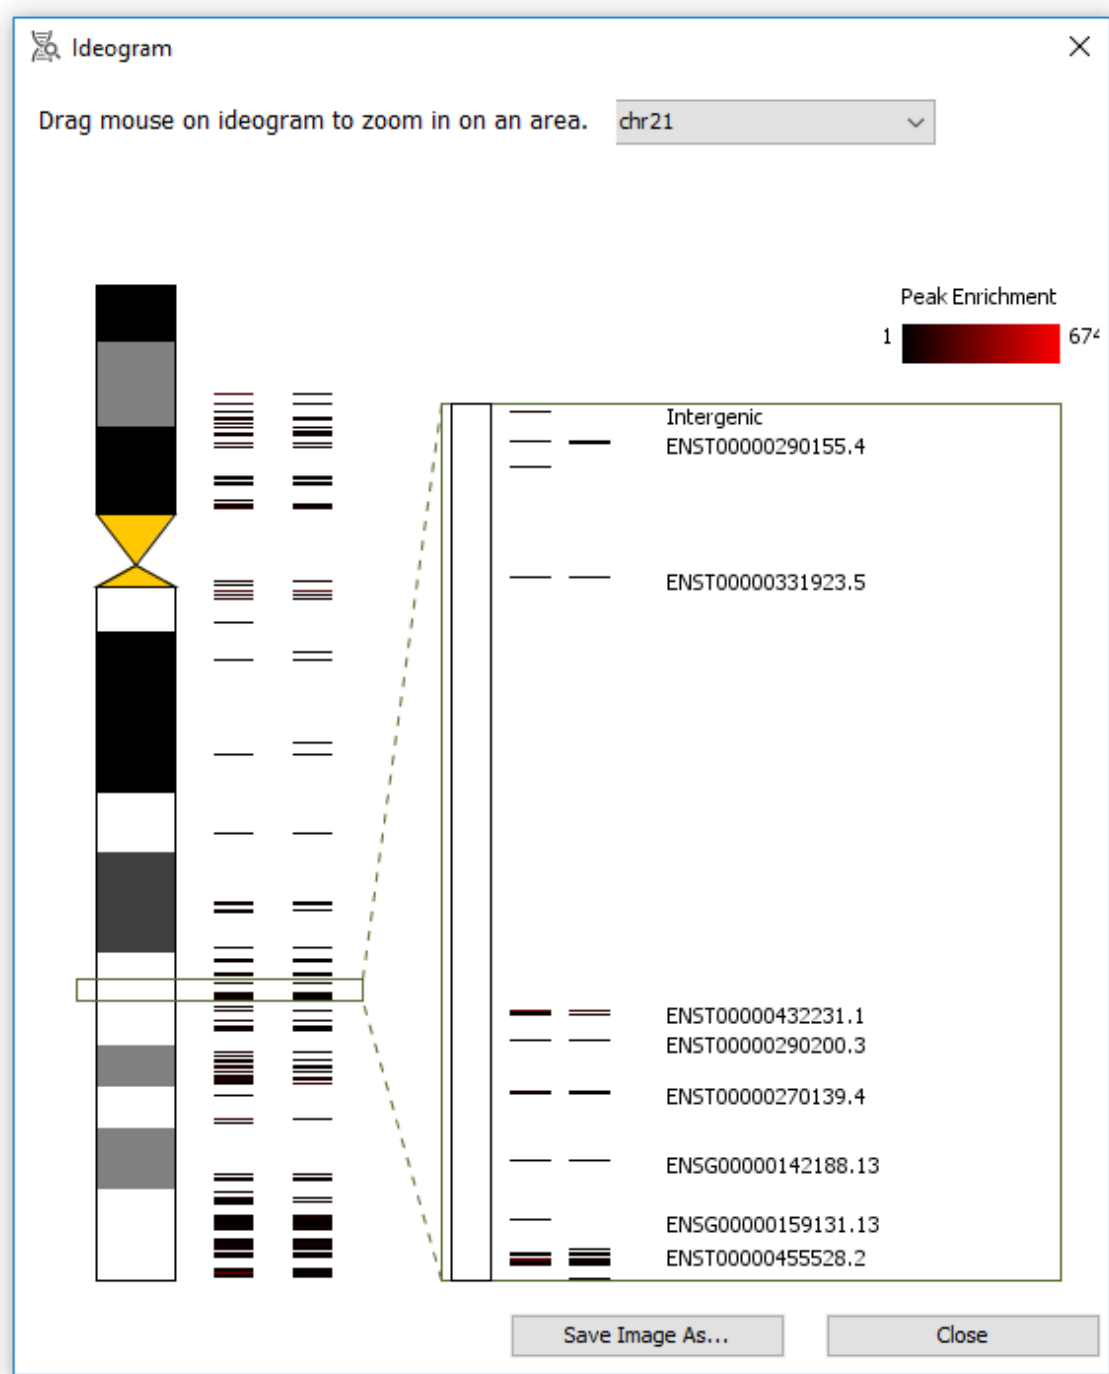 Ideogram
Drag mouse on ideogram to zoom in on an area. chr21
Peak Enrichment
1 674
Intergenic
ENST00000290155.4
ENST00000331923.5
ENST00000432231.1
ENST00000290200.3
ENST00000270139.4
ENSG00000142188.13
ENSG00000159131.13
ENST00000455528.2
Save Image As... Close